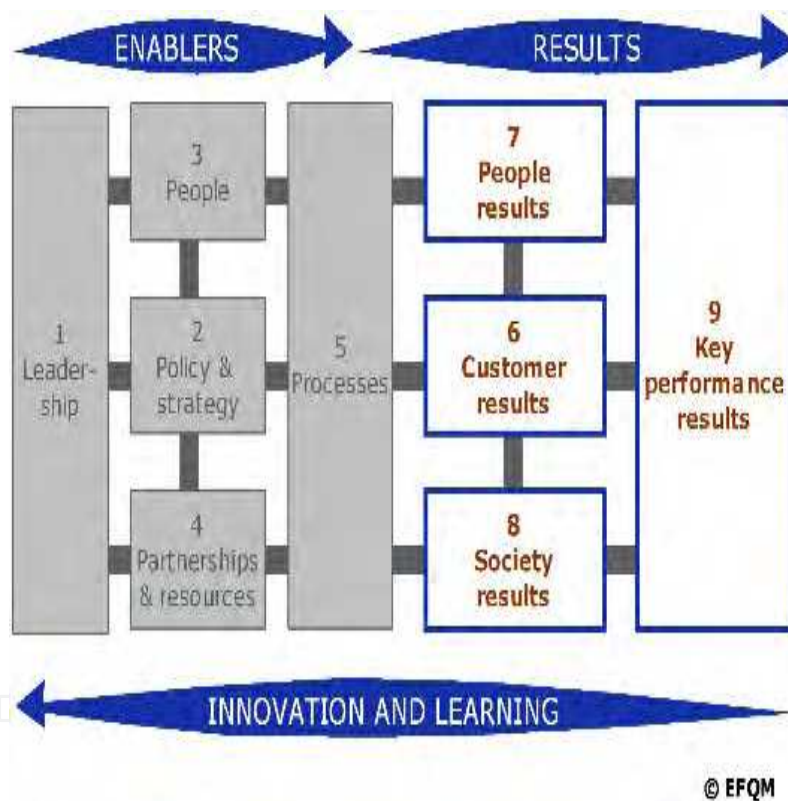 ENABLERS
RESULTS
1
Leader-
ship
3
People
2
Policy &
strategy
4
Partnerships
& resources
5
Processes
7
People
results
6
Customer
results
8
Society
results
9
Key
performance
results
INNOVATION AND LEARNING
© EFQM